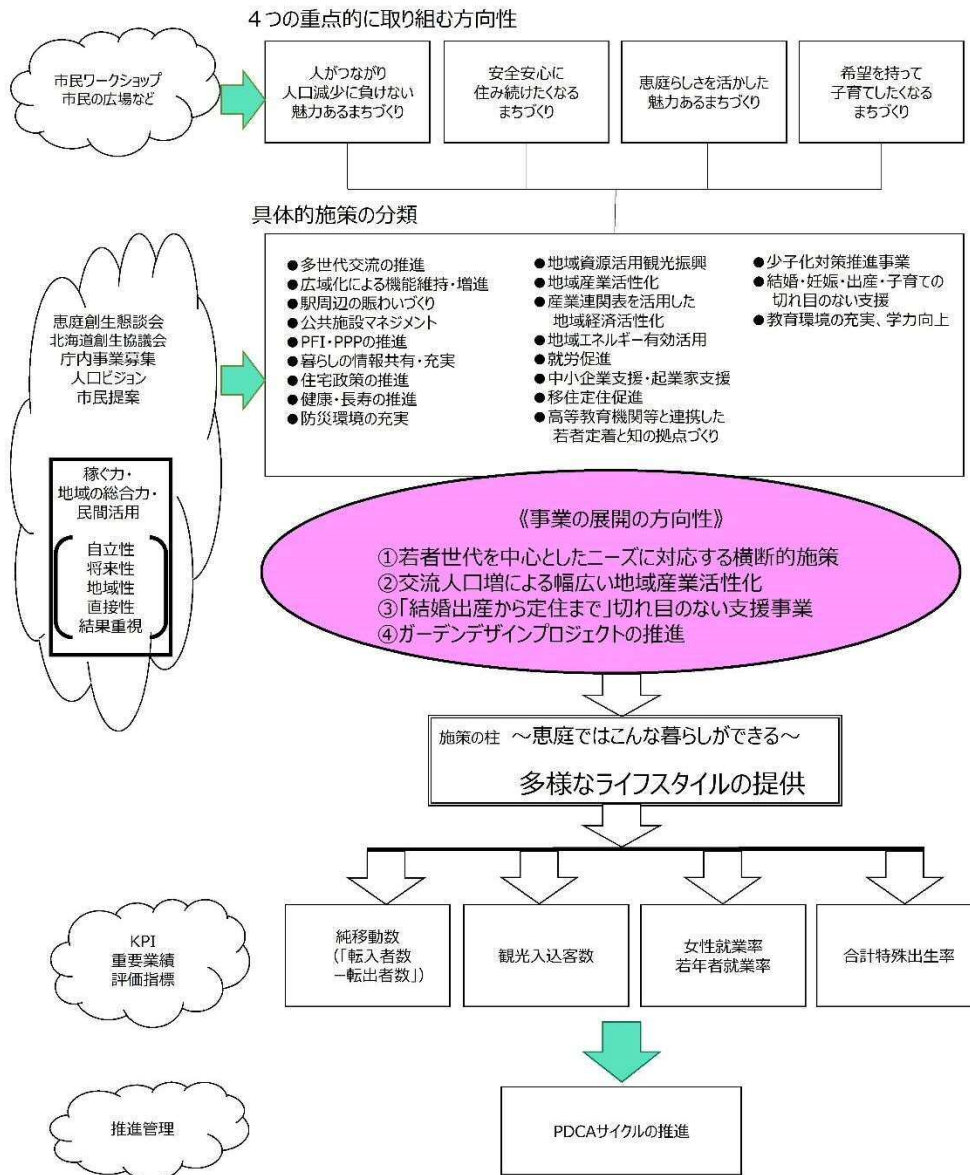 4つの重点的に取り組む方向性
市民ワークショップ
市民の広場など
人がつながり
人口減少に負けない
魅力あるまちづくり
安全安心に
住み続けたくなる
まちづくり
恵庭らしさを活かした
魅力あるまちづくり
希望を持って
子育てしたくなる
まちづくり
具体的施策の分類
恵庭創生懇談会
北海道創生協議会
庁内事業募集
人口ビジョン
市民提案
稼ぐ力・
地域の総合力・
民間活用
自立性
将来性
地域性
直接性
結果重視
●多世代交流の推進
●広域化による機能維持・増進
●駅周辺の賑わいづくり
●公共施設マネジメント
●PFI・PPPの推進
●暮らしの情報共有・充実
●住宅政策の推進
●健康・長寿の推進
●防災環境の充実
●地域資源活用観光振興
●地域産業活性化
●産業連関表を活用した
地域経済活性化
●地域エネルギー有効活用
●就労促進
●中小企業支援・起業家支援
●移住定住促進
●高等教育機関等と連携した
若者定着と知の拠点づくり
●少子化対策推進事業
●結婚・妊娠・出産・子育ての
切れ目のない支援
●教育環境の充実、学力向上
《事業の展開の方向性》
①若者世代を中心としたニーズに対応する横断的施策
②交流人口増による幅広い地域産業活性化
③「結婚出産から定住まで」切れ目のない支援事業
④ガーデンデザインプロジェクトの推進
施策の柱 ～恵庭ではこんな暮らしができる～
多様なライフスタイルの提供
KPI
重要業績
評価指標
純移動数
(「転入者数
－転出者数」)
観光入込客数
女性就業率
若年者就業率
合計特殊出生率
推進管理
PDCAサイクルの推進